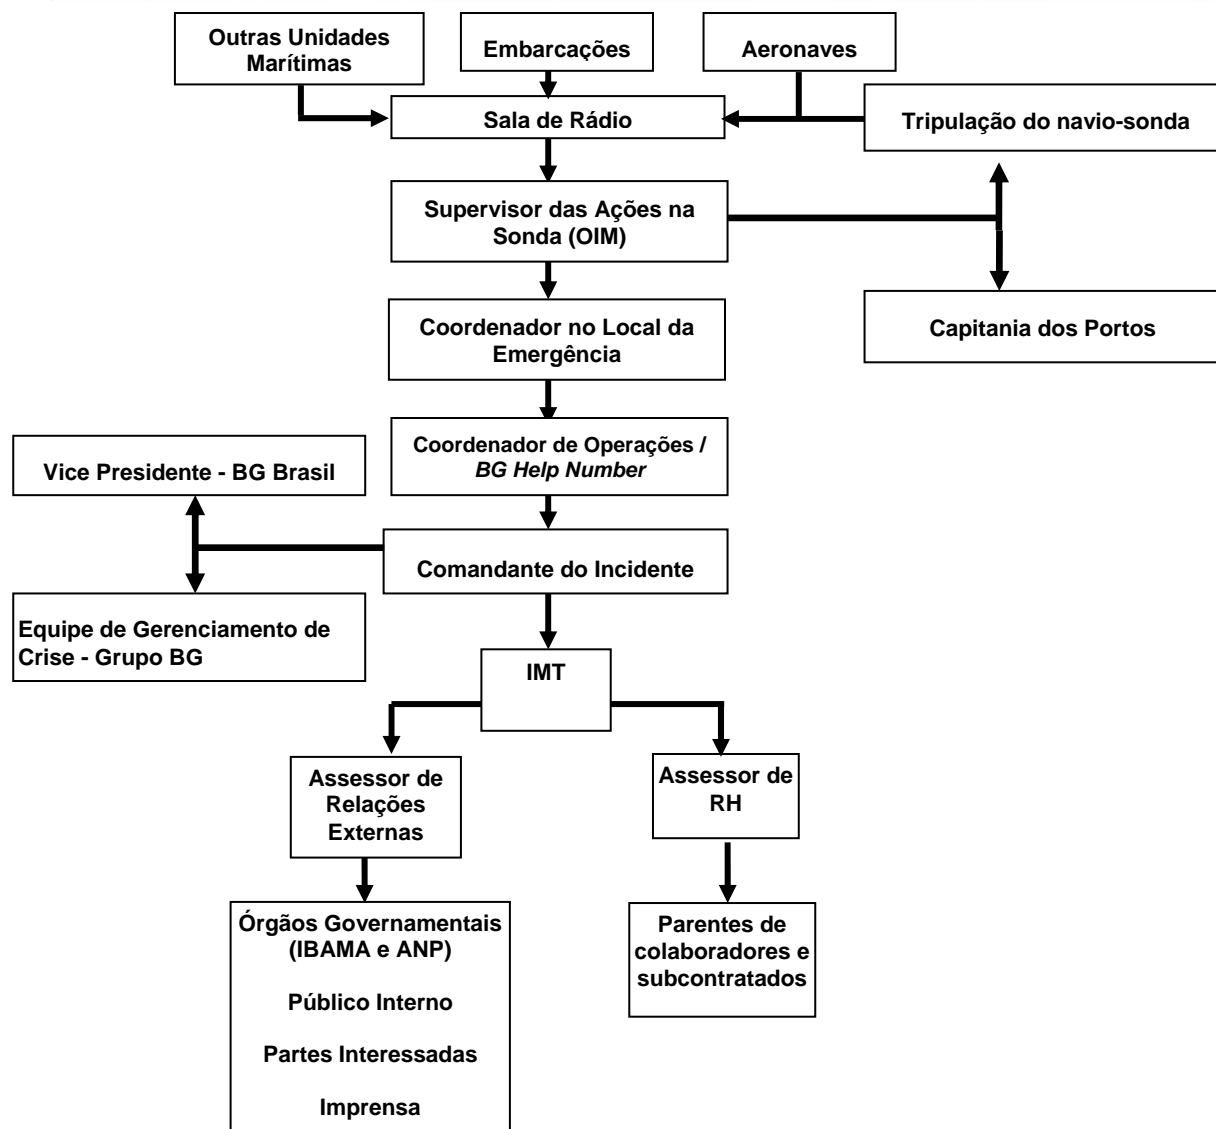 Outras Unidades
Marítimas
Embarcações
Aeronaves
Sala de Rádio
Tripulação do navio-sonda
Supervisor das Ações na
Sonda (OIM)
Capitania dos Portos
Coordenador no Local da
Emergência
Coordenador de Operações /
BG Help Number
Vice Presidente - BG Brasil
Comandante do Incidente
Equipe de Gerenciamento de
Crise - Grupo BG
IMT
Assessor de
Relações
Externas
Assessor de
RH
Órgãos Governamentais
(IBAMA e ANP)
Público Interno
Partes Interessadas
Imprensa
Parentes de
colaboradores e
subcontratados